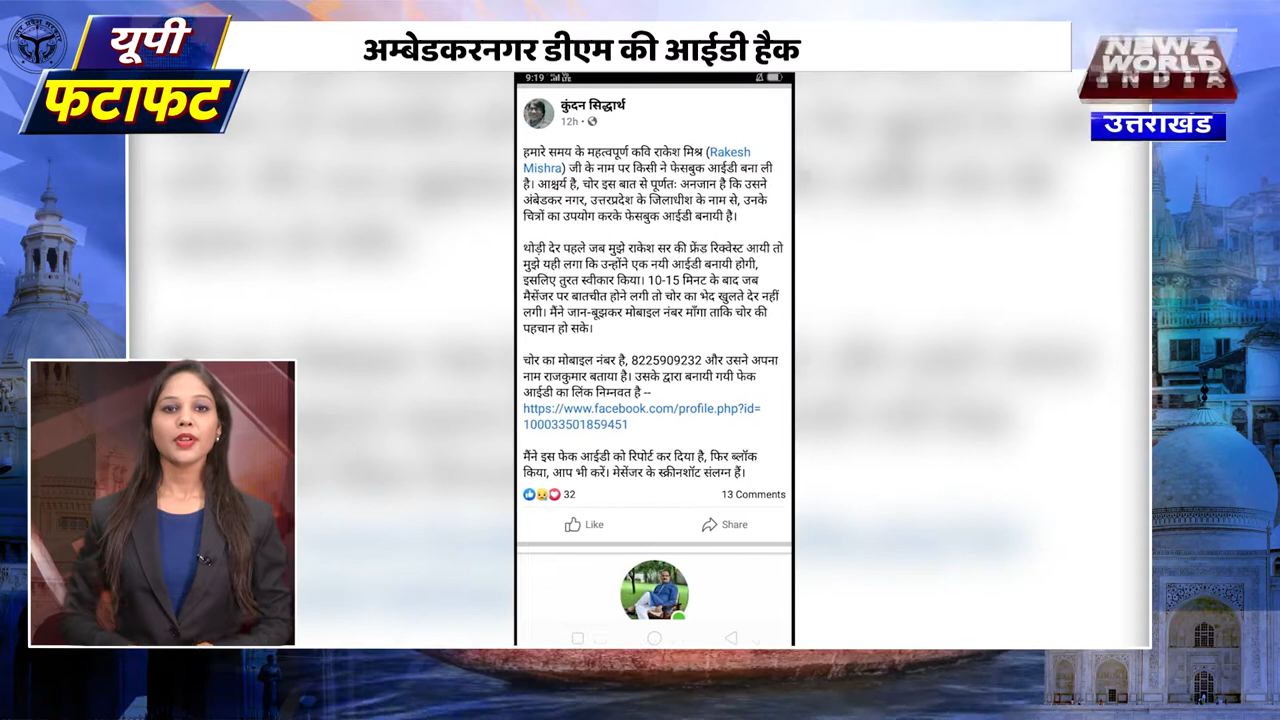 यूपी
फटाफट
अम्बेडकरनगर डीएम की आईडी हैक
NEWZ
WORLD
INDIA
उत्तराखण्ड
9:19
कुंदन सिद्धार्थ
12h
हमारे समय के महत्वपूर्ण कवि राकेश मिश्र (Rakesh
Mishra) जी के नाम पर किसी ने फेसबुक आईडी बना ली
है। आश्चर्य है, चोर इस बात से पूर्णतः अनजान है कि उसने
अंबेडकर नगर, उत्तरप्रदेश के जिलाधीश के नाम से, उनके
चित्रों का उपयोग करके फेसबुक आईडी बनायी है।
थोड़ी देर पहले जब मुझे राकेश सर की फ्रेंड रिक्वेस्ट आयी तो
मुझे यही लगा कि उन्होंने एक नयी आईडी बनायी होगी,
इसलिए तुरत स्वीकार किया। 10-15 मिनट के बाद जब
मैसेंजर पर बातचीत होने लगी तो चोर का भेद खुलते देर नहीं
लगी। मैंने जान-बूझकर मोबाइल नंबर माँगा ताकि चोर की
पहचान हो सके।
चोर का मोबाइल नंबर है, 8225909232 और उसने अपना
नाम राजकुमार बताया है। उसके द्वारा बनायी गयी फेक
आईडी का लिंक निम्नवत है --
https://www.facebook.com/profile.php?id=
100033501859451
मैंने इस फेक आईडी को रिपोर्ट कर दिया है, फिर ब्लॉक
किया, आप भी करें। मेसेंजर के स्क्रीनशॉट संलग्न हैं।
32 13 Comments
Like Share